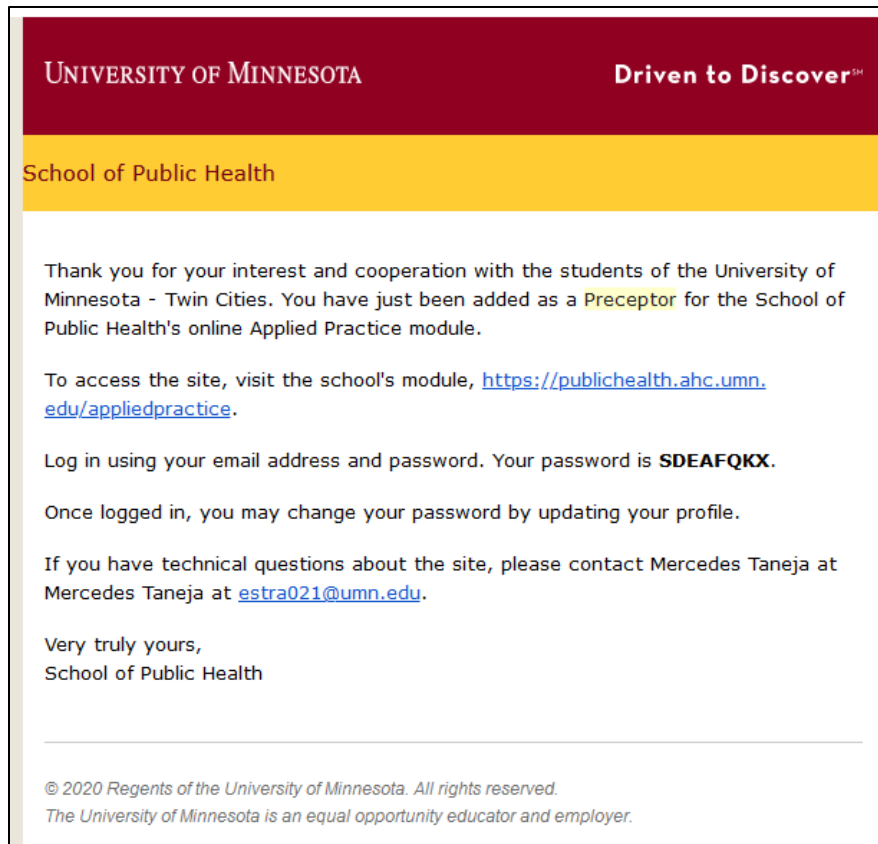 UNIVERSITY OF MINNESOTA Driven to Discover℠
School of Public Health
Thank you for your interest and cooperation with the students of the University of
Minnesota - Twin Cities. You have just been added as a Preceptor for the School of
Public Health's online Applied Practice module.
To access the site, visit the school's module, https://publichealth.ahc.umn.
edu/appliedpractice.
Log in using your email address and password. Your password is SDEAFQKX.
Once logged in, you may change your password by updating your profile.
If you have technical questions about the site, please contact Mercedes Taneja at
Mercedes Taneja at estra021@umn.edu.
Very truly yours,
School of Public Health
© 2020 Regents of the University of Minnesota. All rights reserved.
The University of Minnesota is an equal opportunity educator and employer.